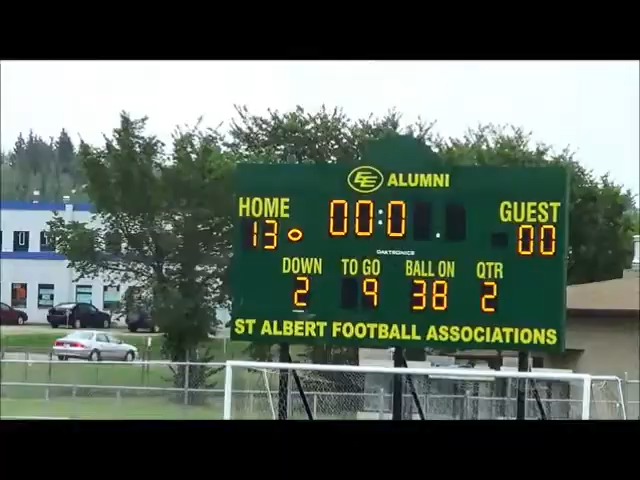 EE ALUMNI
HOME 00:0 . GUEST
13 00
DAKTRONICS
DOWN TO GO BALL ON QTR
2 9 38 2
ST ALBERT FOOTBALL ASSOCIATIONS